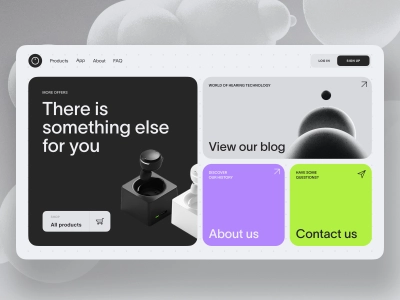 Products App About FAQ
LOG IN SIGN UP
MORE OFFERS
There is
something else
for you
SHOP
All products
WORLD OF HEARING TECHNOLOGY
View our blog
DISCOVER
OUR HISTORY
About us
HAVE SOME
QUESTIONS?
Contact us